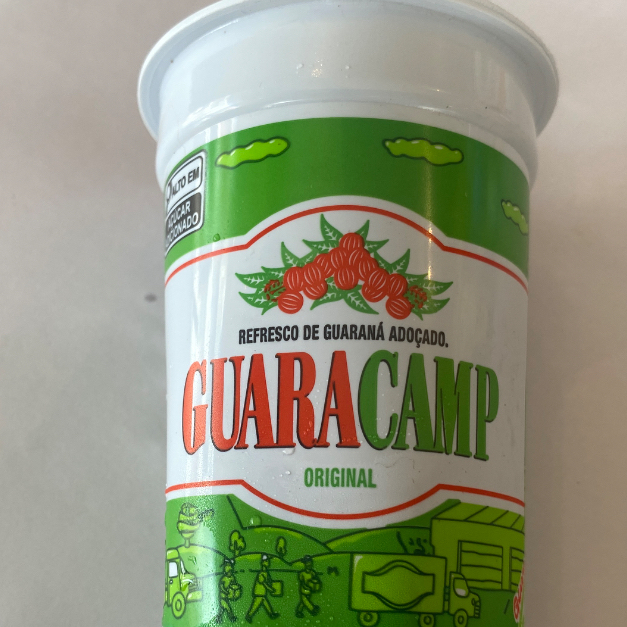 ALTO EM
AÇÚCAR
ADICIONADO
REFRESCO DE GUARANÁ ADOÇADO.
GUARACAMP
ORIGINAL